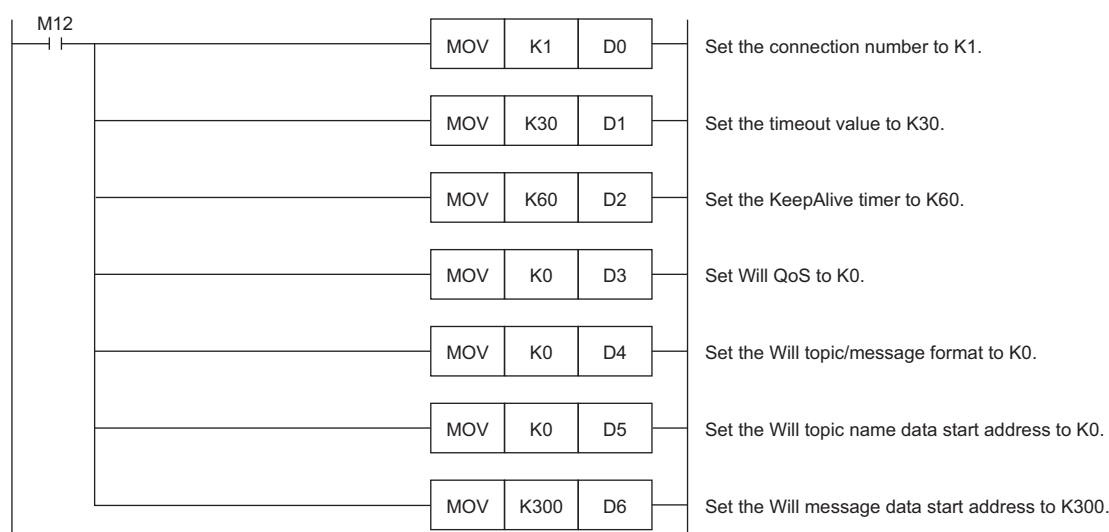 M12
MOV K1 D0 Set the connection number to K1.
MOV K30 D1 Set the timeout value to K30.
MOV K60 D2 Set the KeepAlive timer to K60.
MOV K0 D3 Set Will QoS to K0.
MOV K0 D4 Set the Will topic/message format to K0.
MOV K0 D5 Set the Will topic name data start address to K0.
MOV K300 D6 Set the Will message data start address to K300.